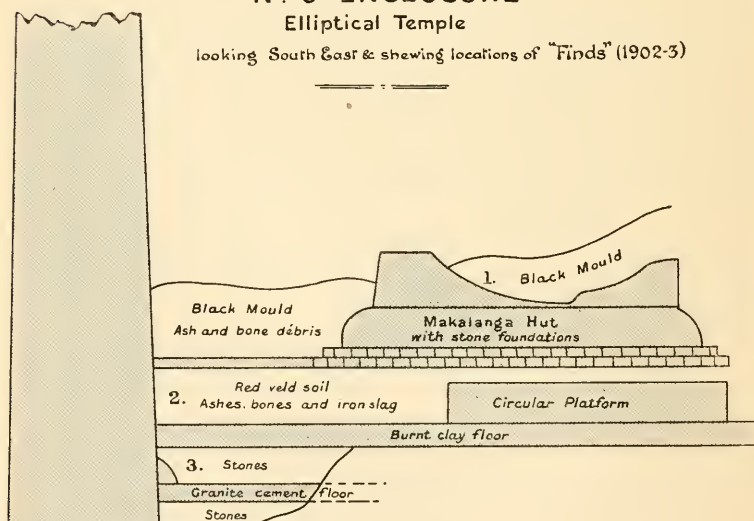 Elliptical Temple
looking South East & shewing locations of "Finds" (1902-3)
1. Black Mould
Black Mould
Ash and bone débris
Makalanga Hut
with stone foundations
2. Red veld soil
Ashes, bones and iron slag
Circular Platform
Burnt clay floor
3. Stones
Granite cement floor
Stones